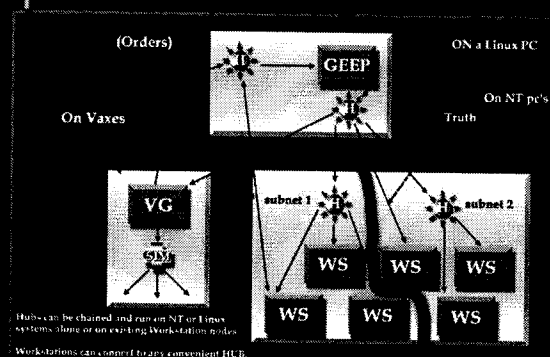 (Orders)
ON a Linux PC
H
GEEP
On NT pc's
H
Truth
On Vaxes
VG
subnet 1
H
H
subnet 2
SIM
WS
WS
WS
WS
WS
WS
Hubs can be chained and run on NT or Linux
systems alone or on existing Workstation nodes
Workstations can connect to any convenient HUB.